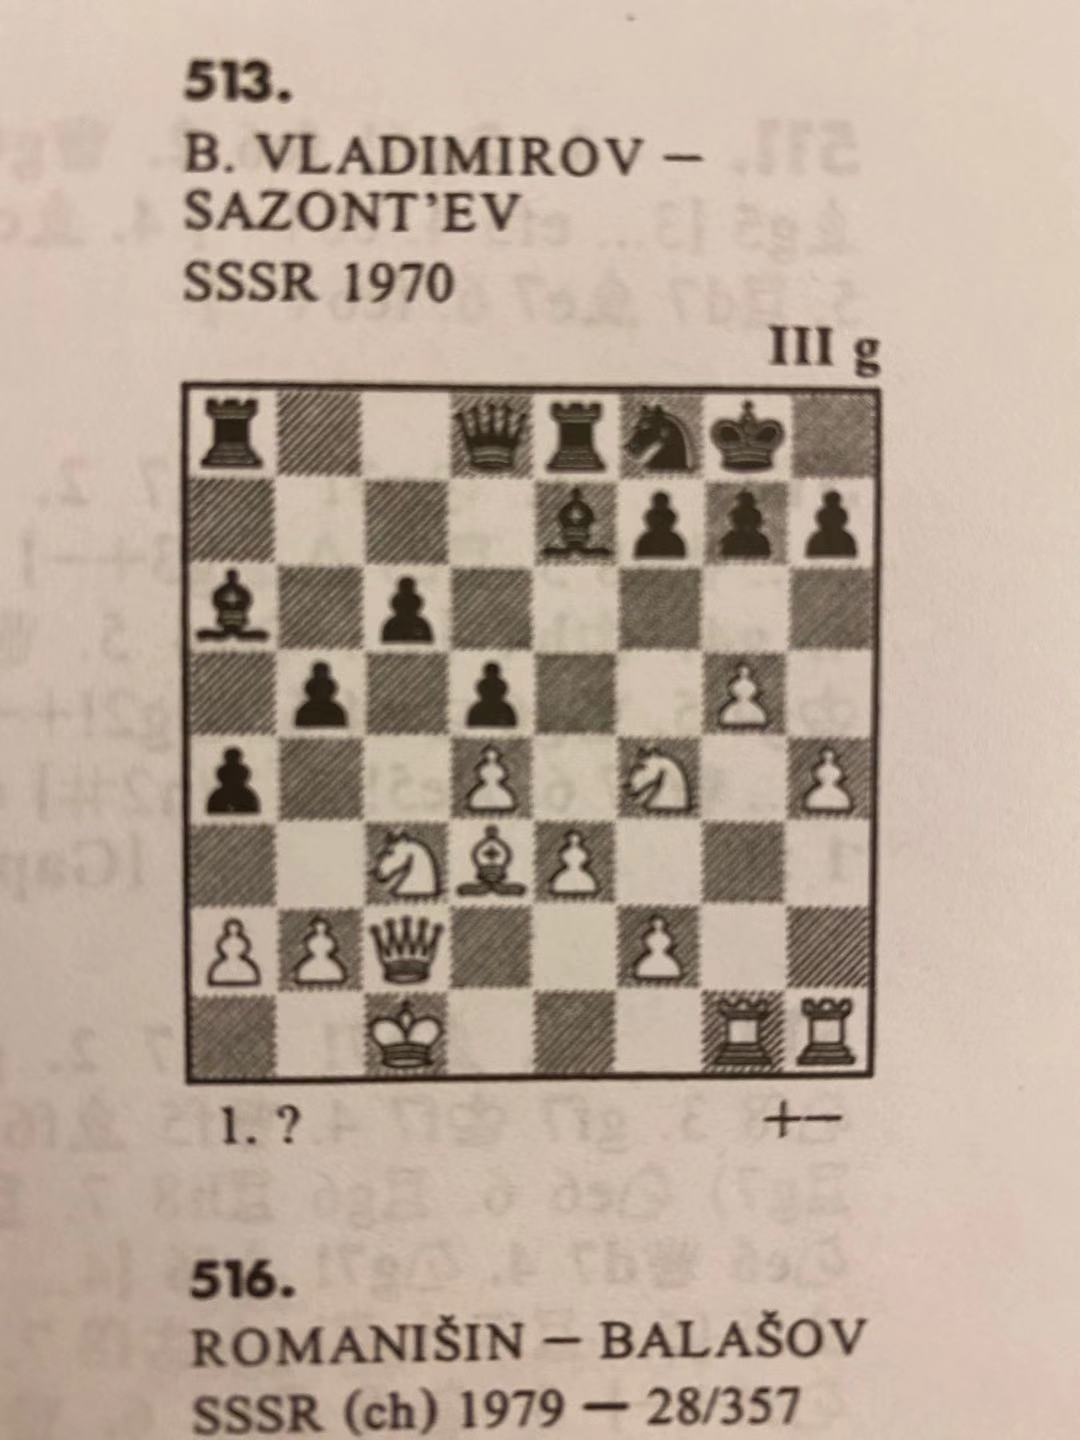 513.
B. VLADIMIROV —
SAZONT'EV
SSSR 1970
III g
1. ? +−
516.
ROMANIŠIN — BALAŠOV
SSSR (ch) 1979 — 28/357